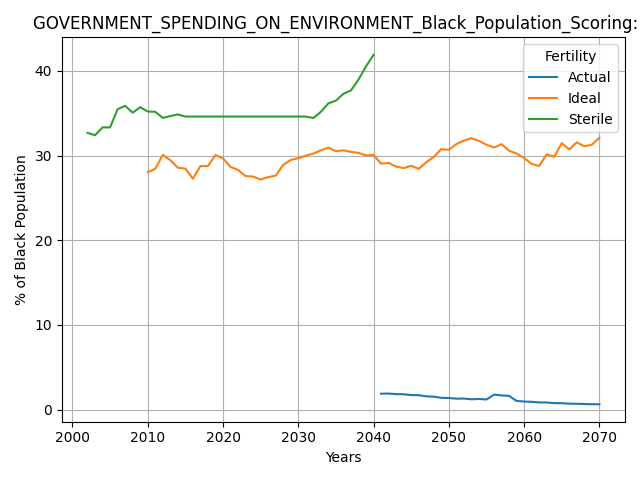 GOVERNMENT_SPENDING_ON_ENVIRONMENT_Black_Population_Scoring:
Fertility
Actual
Ideal
Sterile
% of Black Population
40
30
20
10
0
2000 2010 2020 2030 2040 2050 2060 2070
Years